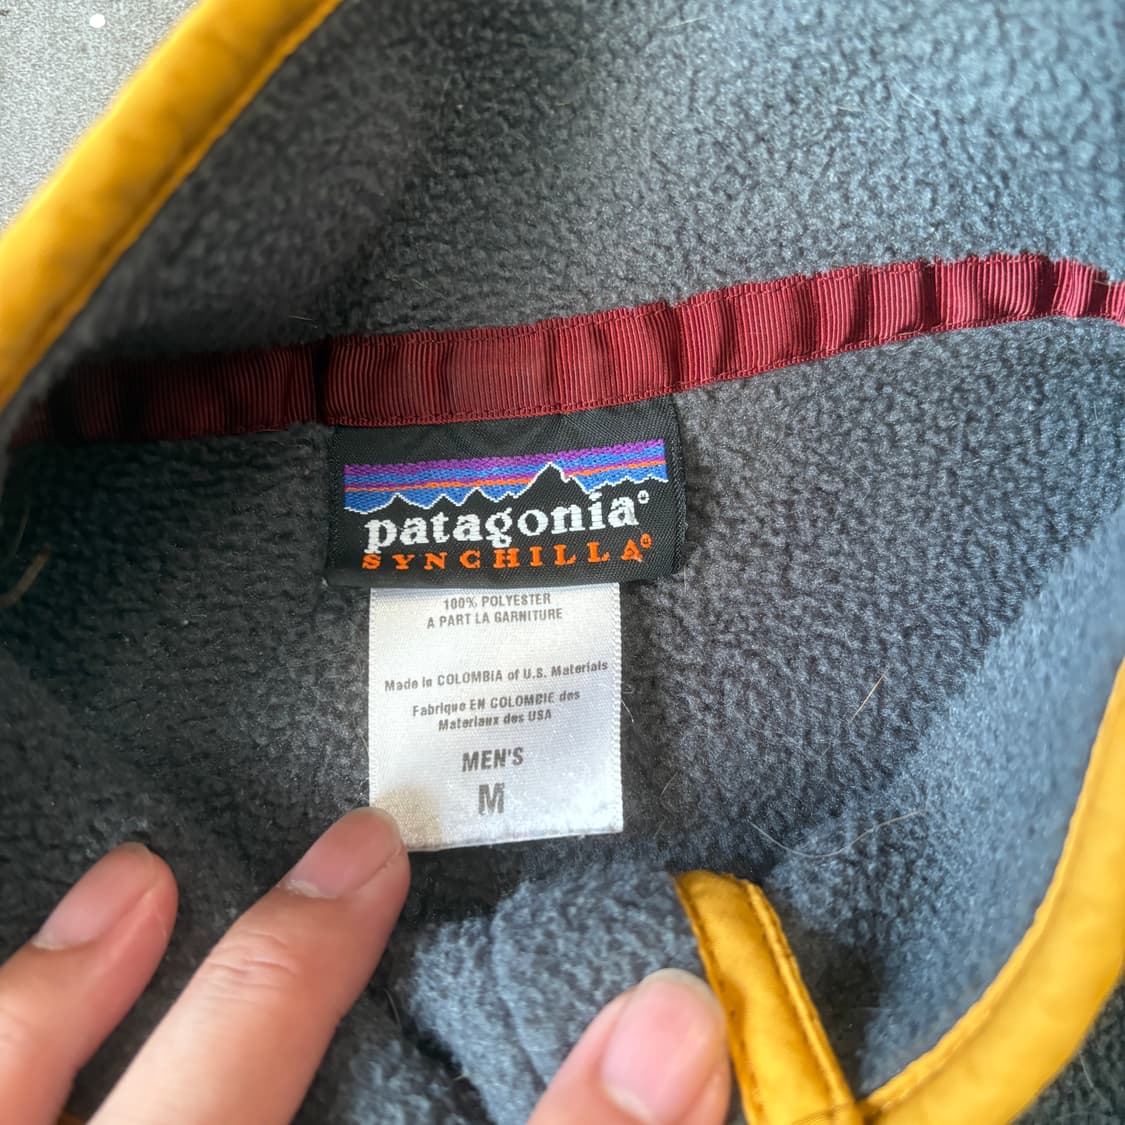 patagonia®
SYNCHILLA®
100% POLYESTER
A PART LA GARNITURE
Made in COLOMBIA of U.S. Materials
Fabrique EN COLOMBIE des
Materiaux des USA
MEN'S
M